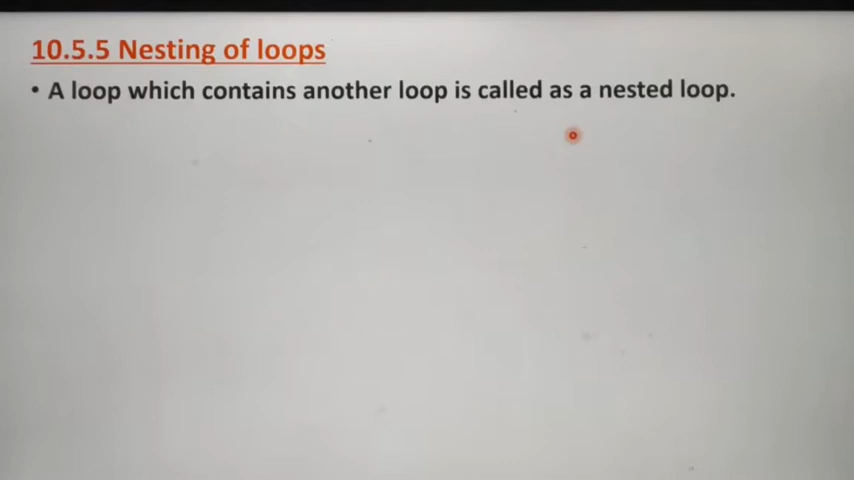 10.5.5 Nesting of loops
• A loop which contains another loop is called as a nested loop.